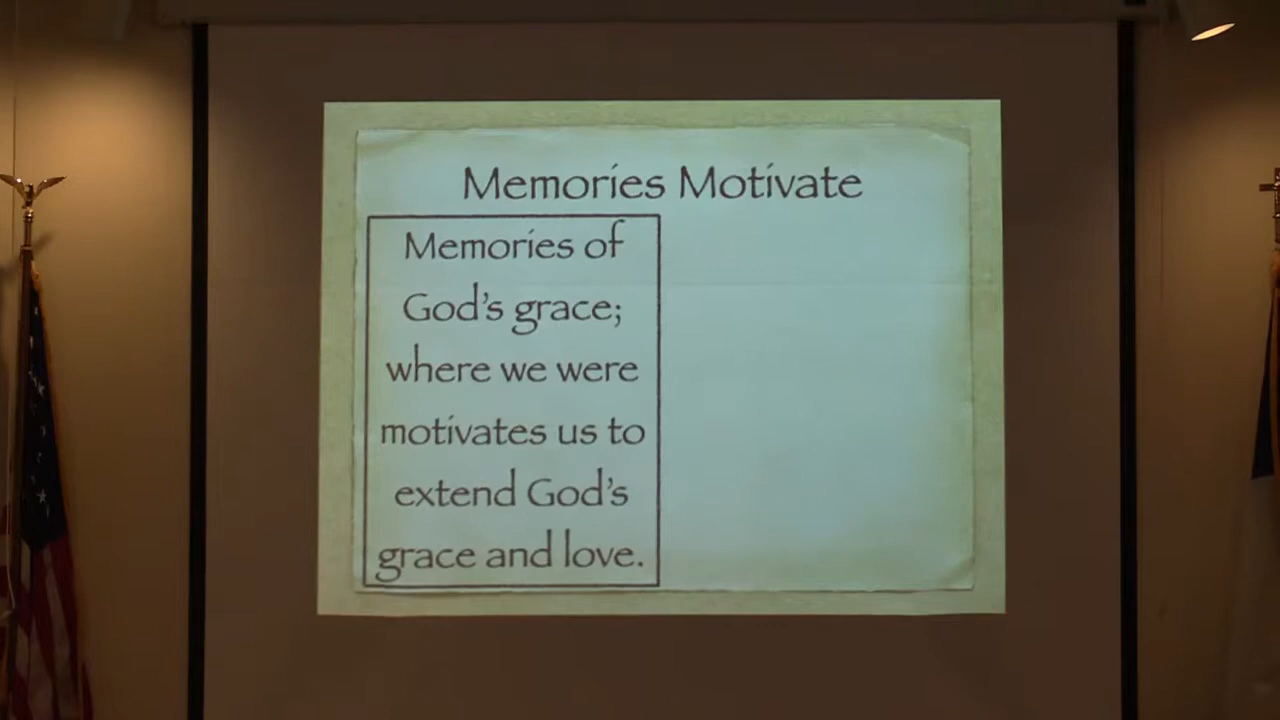 Memories Motivate
Memories of
God's grace;
where we were
motivates us to
extend God's
grace and love.